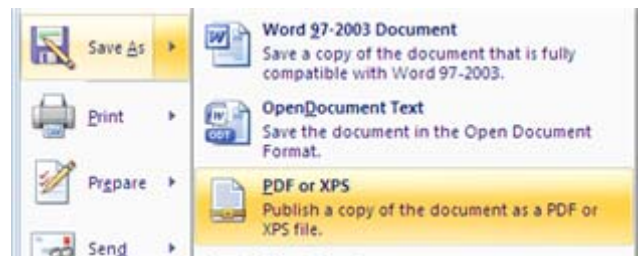 Save As
Print
Prepare
Send
Word 97-2003 Document
Save a copy of the document that is fully
compatible with Word 97-2003.
OpenDocument Text
Save the document in the Open Document
Format.
PDF or XPS
Publish a copy of the document as a PDF or
XPS file.